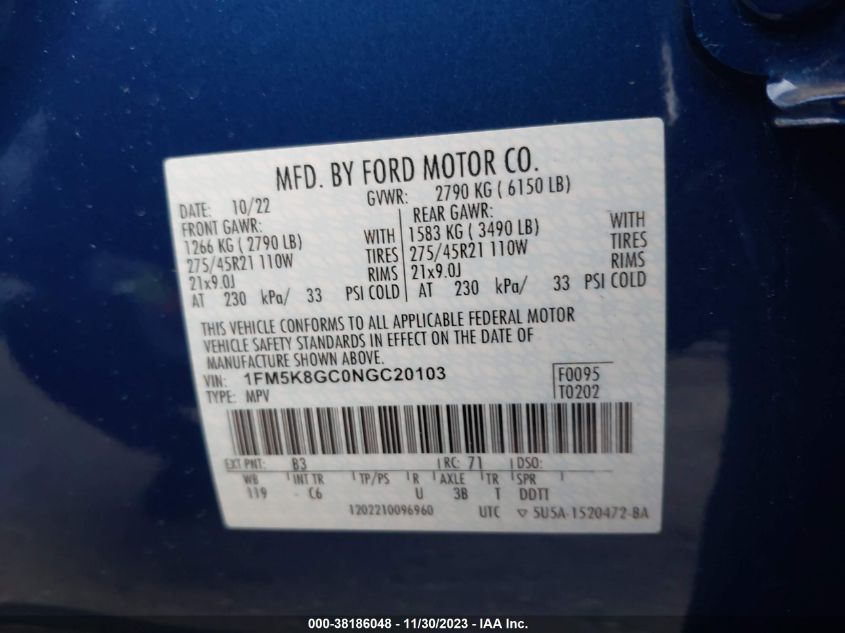 MFD. BY FORD MOTOR CO.
DATE: 10/22 GVWR: 2790 KG ( 6150 LB)
FRONT GAWR: REAR GAWR:
1266 KG ( 2790 LB) WITH 1583 KG ( 3490 LB) WITH
275/45R21 110W TIRES 275/45R21 110W TIRES
21x9.0J RIMS 21x9.0J RIMS
AT 230 kPa/ 33 PSI COLD AT 230 kPa/ 33 PSI COLD
THIS VEHICLE CONFORMS TO ALL APPLICABLE FEDERAL MOTOR
VEHICLE SAFETY STANDARDS IN EFFECT ON THE DATE OF
MANUFACTURE SHOWN ABOVE.
VIN: 1FM5K8GC0NGC20103 F0095
TYPE: MPV T0202
EXT PNT: B3 RC: 71 DSO:
WB INT TR TP/PS R AXLE TR SPR
119 - C6 U 3B T DDTT
1202210096960 UTC ▽ 5U5A-1520472-BA
000-38186048 - 11/30/2023 - IAA Inc.